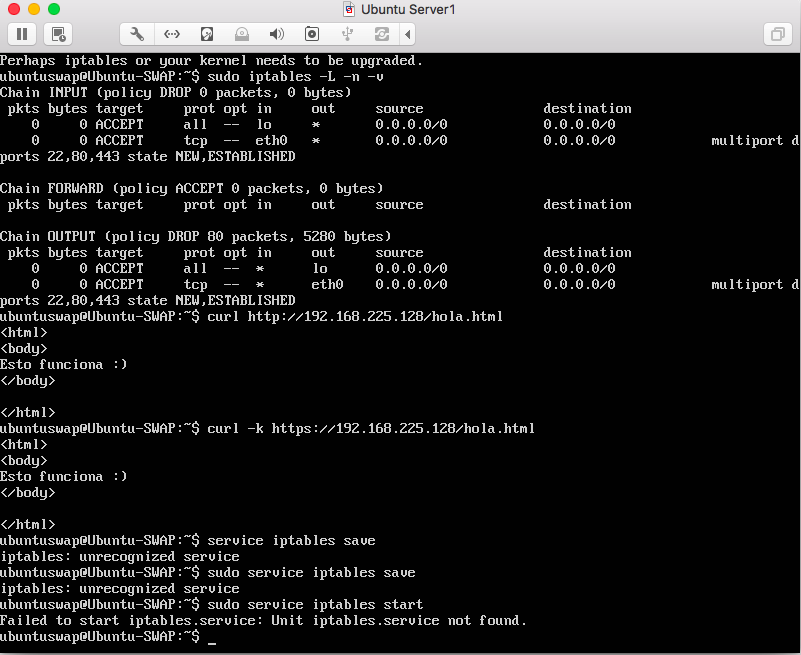 Ubuntu Server1
Perhaps iptables or your kernel needs to be upgraded.
ubuntuswap@Ubuntu-SWAP:~$ sudo iptables -L -n -v
Chain INPUT (policy DROP 0 packets, 0 bytes)
 pkts bytes target     prot opt in     out     source               destination
    0     0 ACCEPT     all  --  lo     *       0.0.0.0/0            0.0.0.0/0
    0     0 ACCEPT     tcp  --  eth0   *       0.0.0.0/0            0.0.0.0/0            multiport d
ports 22,80,443 state NEW,ESTABLISHED
Chain FORWARD (policy ACCEPT 0 packets, 0 bytes)
 pkts bytes target     prot opt in     out     source               destination
Chain OUTPUT (policy DROP 80 packets, 5280 bytes)
 pkts bytes target     prot opt in     out     source               destination
    0     0 ACCEPT     all  --  *      lo      0.0.0.0/0            0.0.0.0/0
    0     0 ACCEPT     tcp  --  *      eth0    0.0.0.0/0            0.0.0.0/0            multiport d
ports 22,80,443 state NEW,ESTABLISHED
ubuntuswap@Ubuntu-SWAP:~$ curl http://192.168.225.128/hola.html
<html>
<body>
Esto funciona :)
</body>
</html>
ubuntuswap@Ubuntu-SWAP:~$ curl -k https://192.168.225.128/hola.html
<html>
<body>
Esto funciona :)
</body>
</html>
ubuntuswap@Ubuntu-SWAP:~$ service iptables save
iptables: unrecognized service
ubuntuswap@Ubuntu-SWAP:~$ sudo service iptables save
iptables: unrecognized service
ubuntuswap@Ubuntu-SWAP:~$ sudo service iptables start
Failed to start iptables.service: Unit iptables.service not found.
ubuntuswap@Ubuntu-SWAP:~$ _